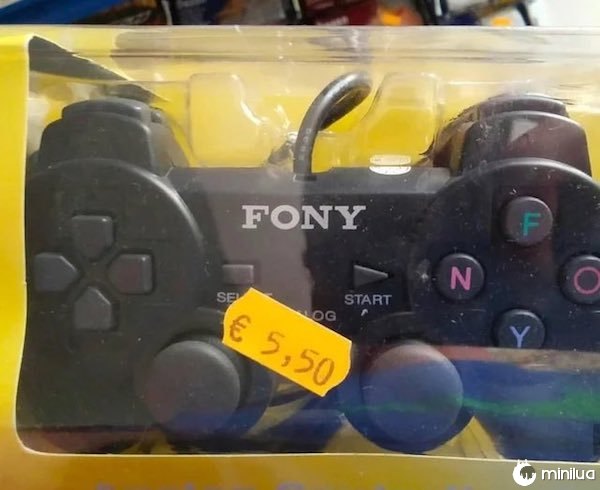 FONY
F
N
O
Y
START
€ 5,50
minilua